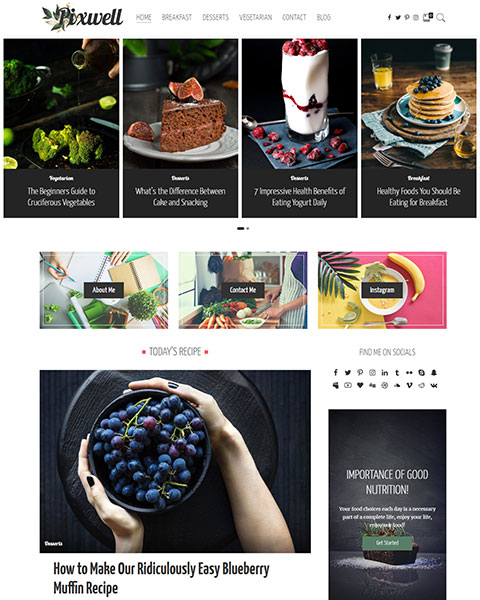 Pixwell
HOME BREAKFAST DESSERTS VEGETARIAN CONTACT BLOG
Vegetarian
The Beginners Guide to
Cruciferous Vegetables
Desserts
What's the Difference Between
Cake and Snacking
Desserts
7 Impressive Health Benefits of
Eating Yogurt Daily
Breakfast
Healthy Foods You Should Be
Eating for Breakfast
About Me
Contact Me
Instagram
TODAY'S RECIPE
Desserts
How to Make Our Ridiculously Easy Blueberry
Muffin Recipe
FIND ME ON SOCIALS
IMPORTANCE OF GOOD
NUTRITION!
Your food choices each day is a necessary
part of a complete life, enjoy your life,
enjoy your food!
Get Started